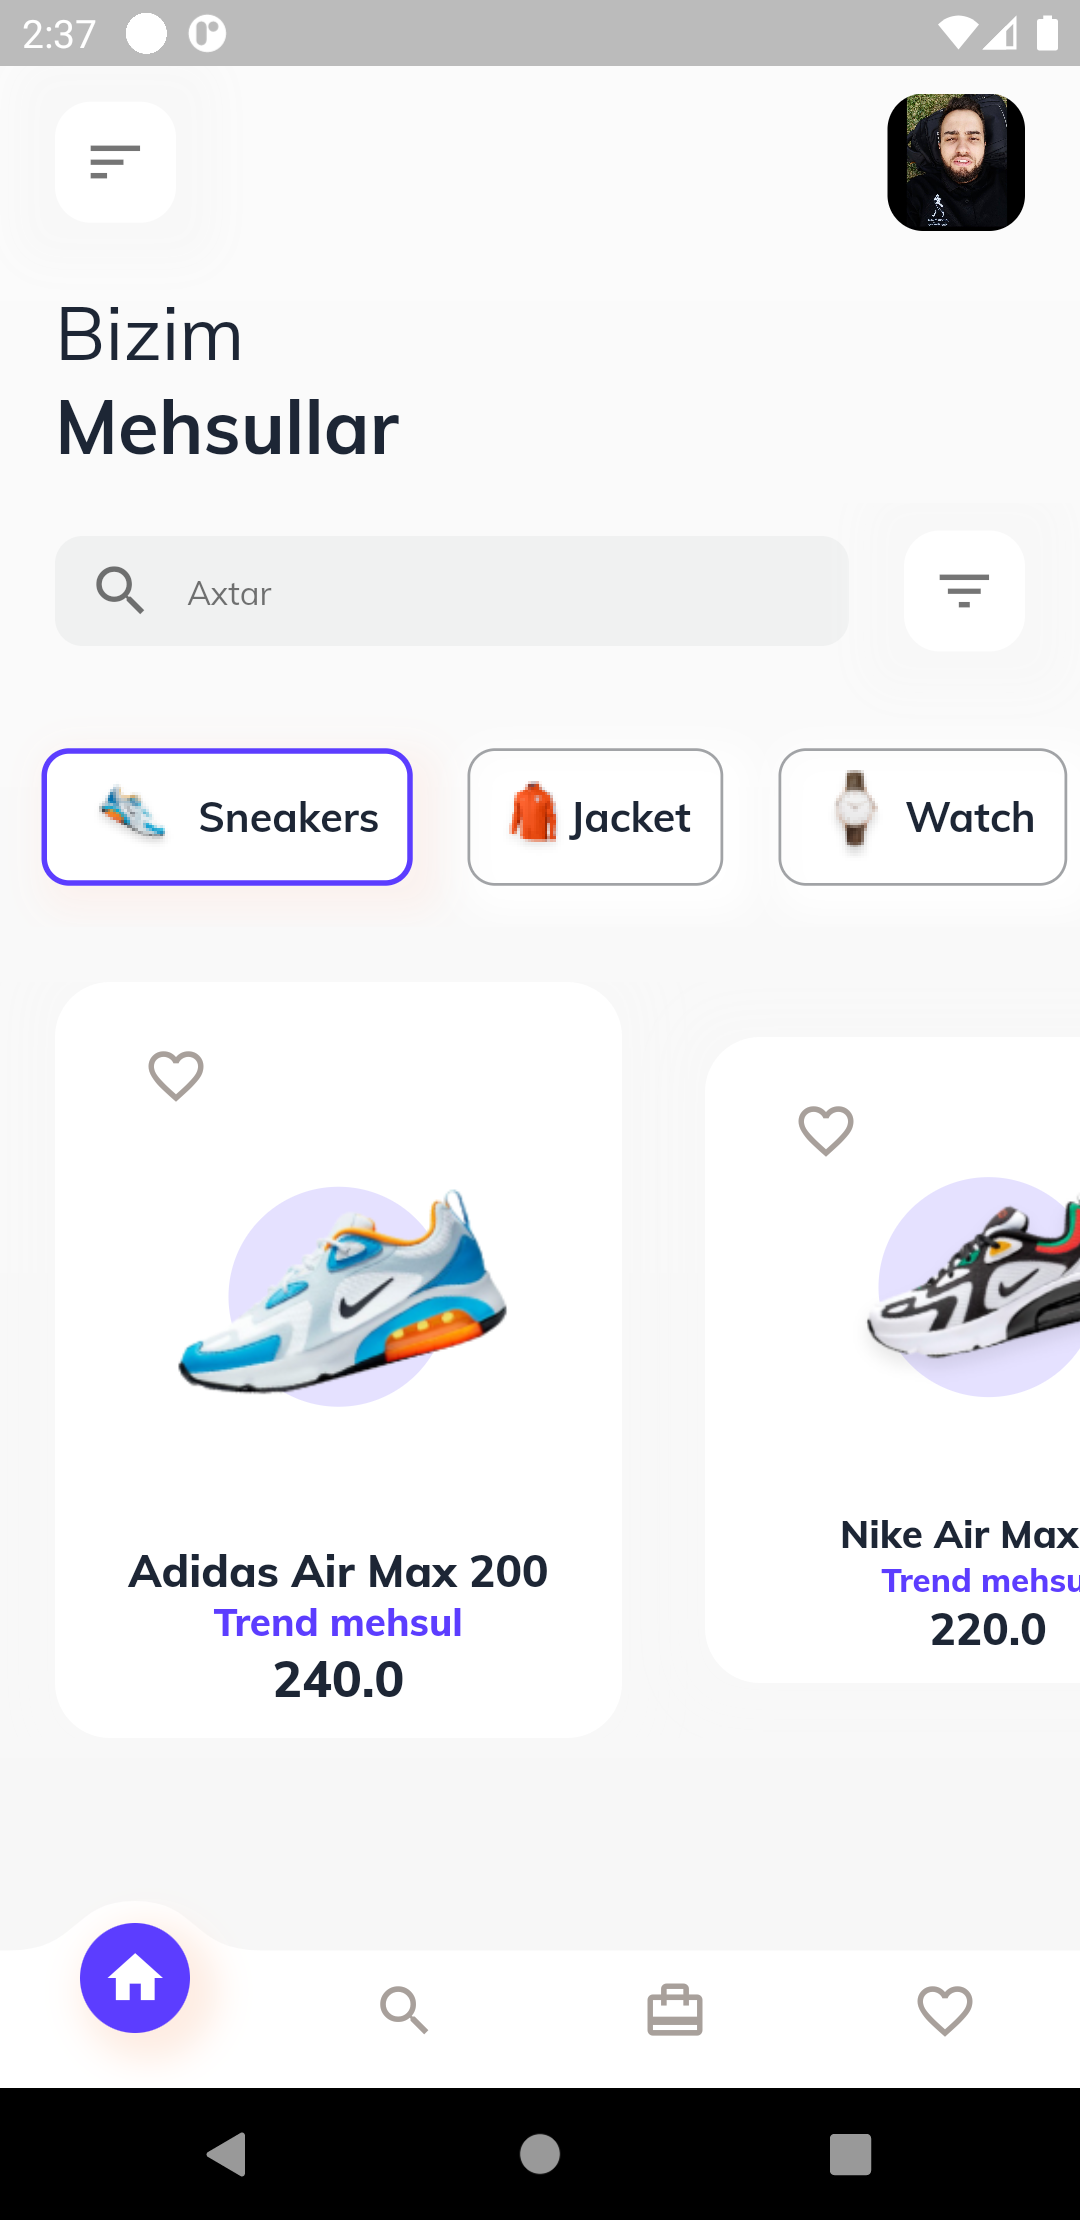 2:37
Bizim
Mehsullar
Axtar
Sneakers
Jacket
Watch
Adidas Air Max 200
Trend mehsul
240.0
Nike Air Max
Trend mehsu
220.0